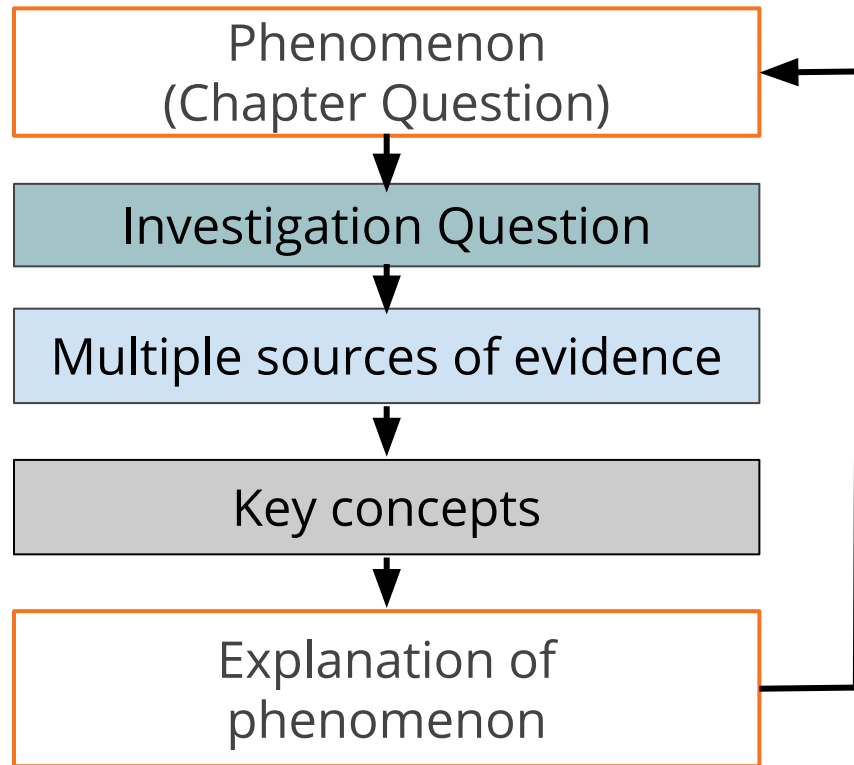 Phenomenon
(Chapter Question)
Investigation Question
Multiple sources of evidence
Key concepts
Explanation of
phenomenon